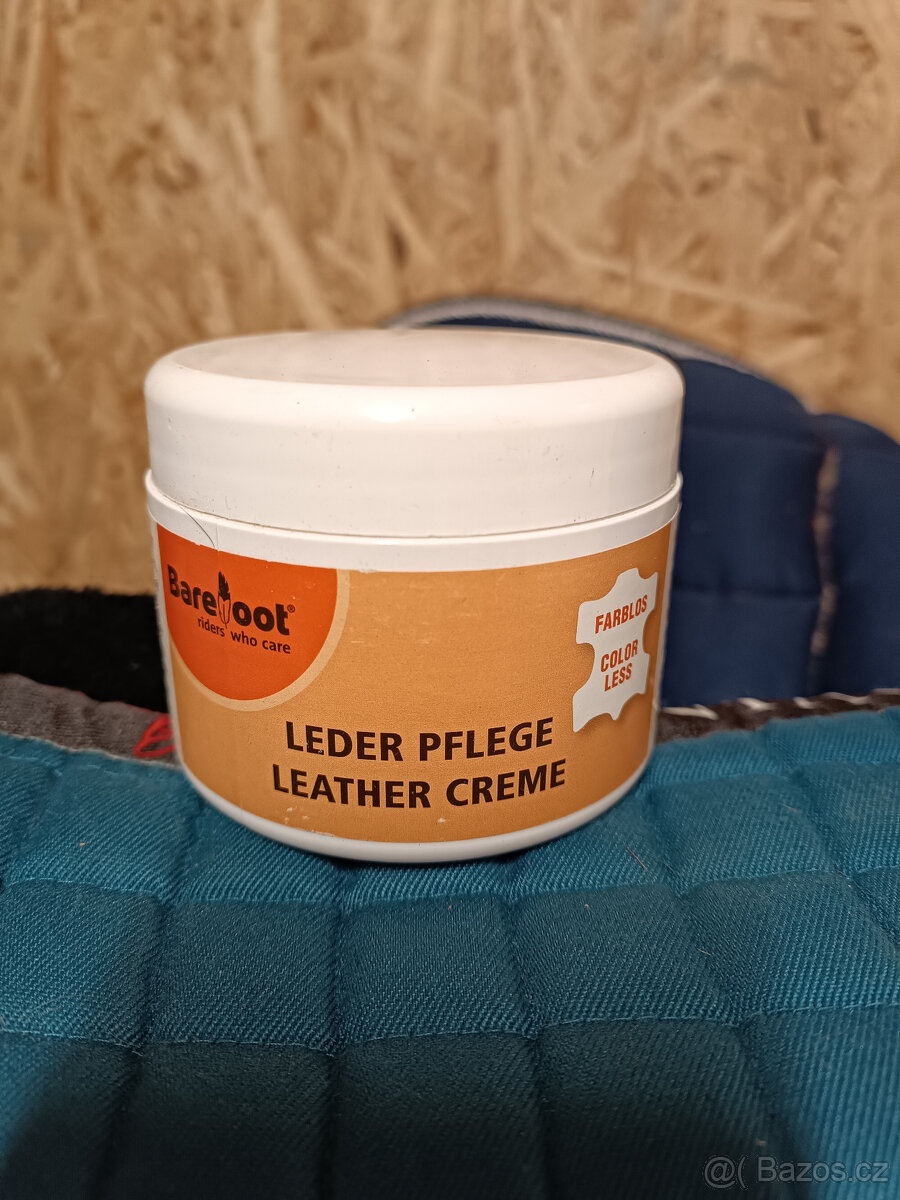 Barefoot®
riders who care
FARBLOS
COLOR
LESS
LEDER PFLEGE
LEATHER CREME
@( Bazos.cz